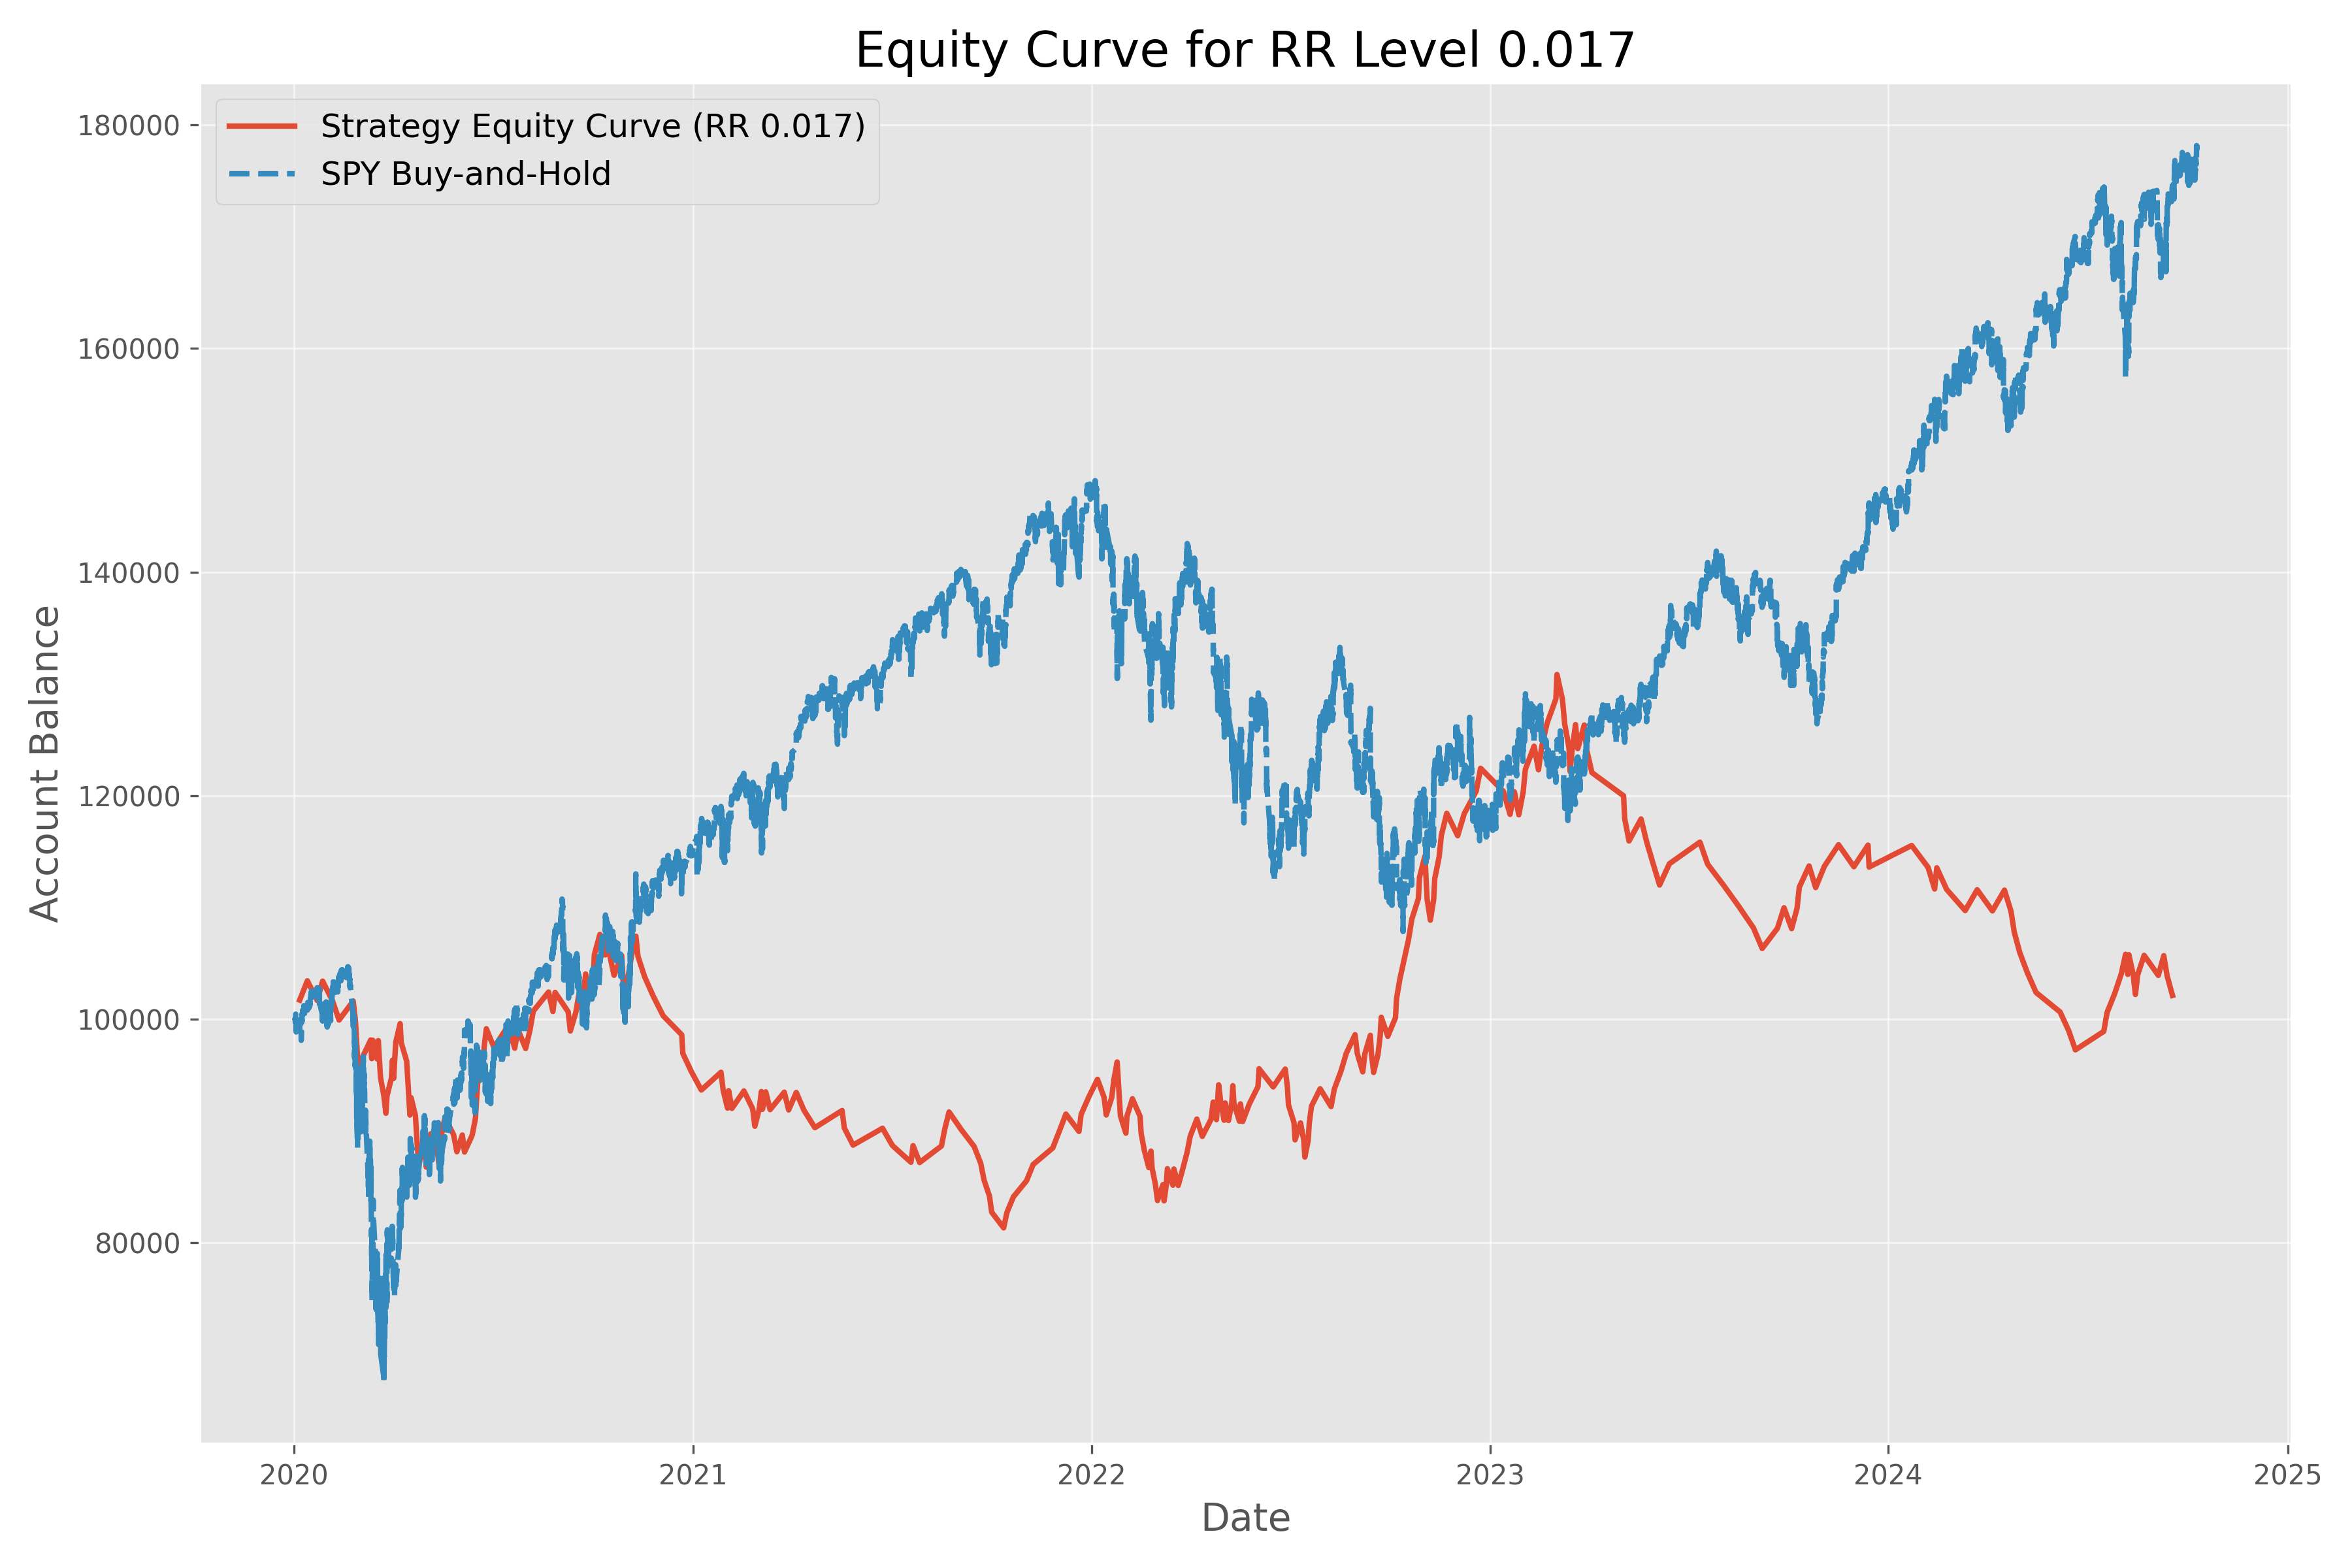 Equity Curve for RR Level 0.017
Strategy Equity Curve (RR 0.017)
SPY Buy-and-Hold
180000
160000
140000
120000
100000
80000
Account Balance
2020 2021 2022 2023 2024 2025
Date